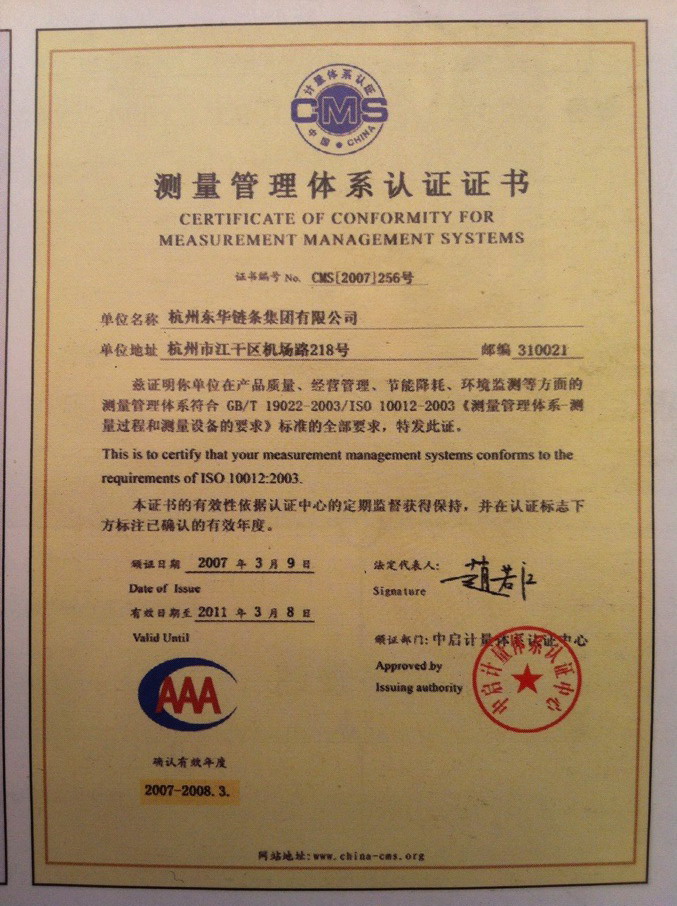 计量体系认证
CMS
中国 CHINA
测量管理体系认证证书
CERTIFICATE OF CONFORMITY FOR
MEASUREMENT MANAGEMENT SYSTEMS
证书编号 No. CMS[2007]256号
单位名称 杭州东华链条集团有限公司
单位地址 杭州市江干区机场路218号 邮编 310021
兹证明你单位在产品质量、经营管理、节能降耗、环境监测等方面的
测量管理体系符合 GB/T 19022-2003/ISO 10012-2003《测量管理体系-测
量过程和测量设备的要求》标准的全部要求，特发此证。
This is to certify that your measurement management systems conforms to the
requirements of ISO 10012:2003.
本证书的有效性依据认证中心的定期监督获得保持，并在认证标志下
方标注已确认的有效年度。
颁证日期 2007 年 3 月 9 日 法定代表人:
Date of Issue Signature 赵若江
有效日期至 2011 年 3 月 8 日
Valid Until 颁证部门: 中启计量体系认证中心
Approved by
Issuing authority
中启计量体系认证中心
AAA
确认有效年度
2007-2008.3.
网站地址:www.china-cms.org